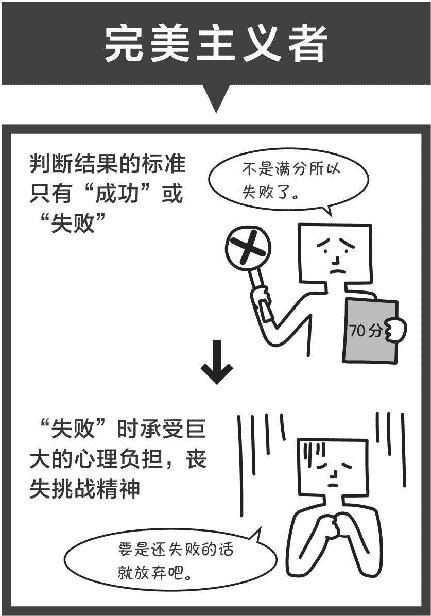 完美主义者
判断结果的标准
只有“成功”或
“失败”
不是满分所以
失败了。
70分
“失败”时承受巨
大的心理负担，丧
失挑战精神
要是还失败的话
就放弃吧。